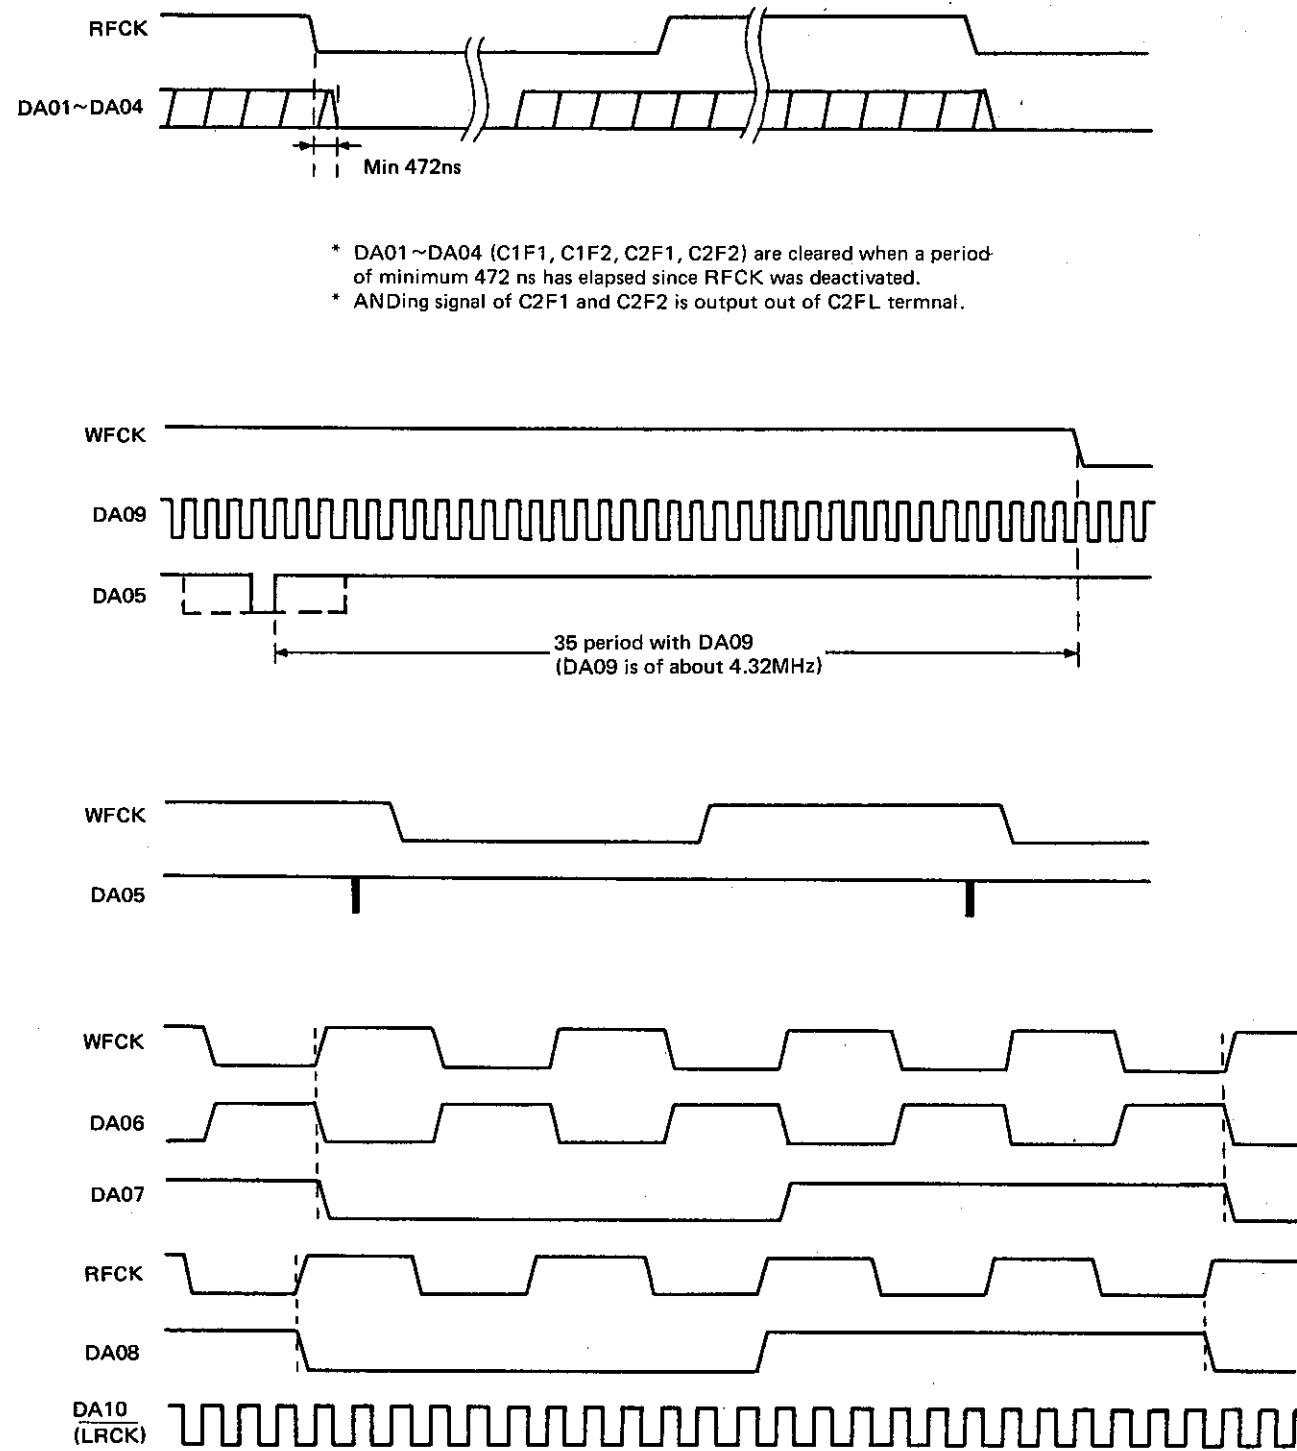 RFCK
DA01~DA04
Min 472ns
* DA01~DA04 (C1F1, C1F2, C2F1, C2F2) are cleared when a period
of minimum 472 ns has elapsed since RFCK was deactivated.
* ANDing signal of C2F1 and C2F2 is output out of C2FL termnal.
WFCK
DA09
DA05
35 period with DA09
(DA09 is of about 4.32MHz)
WFCK
DA05
WFCK
DA06
DA07
RFCK
DA08
DA10
(LRCK)